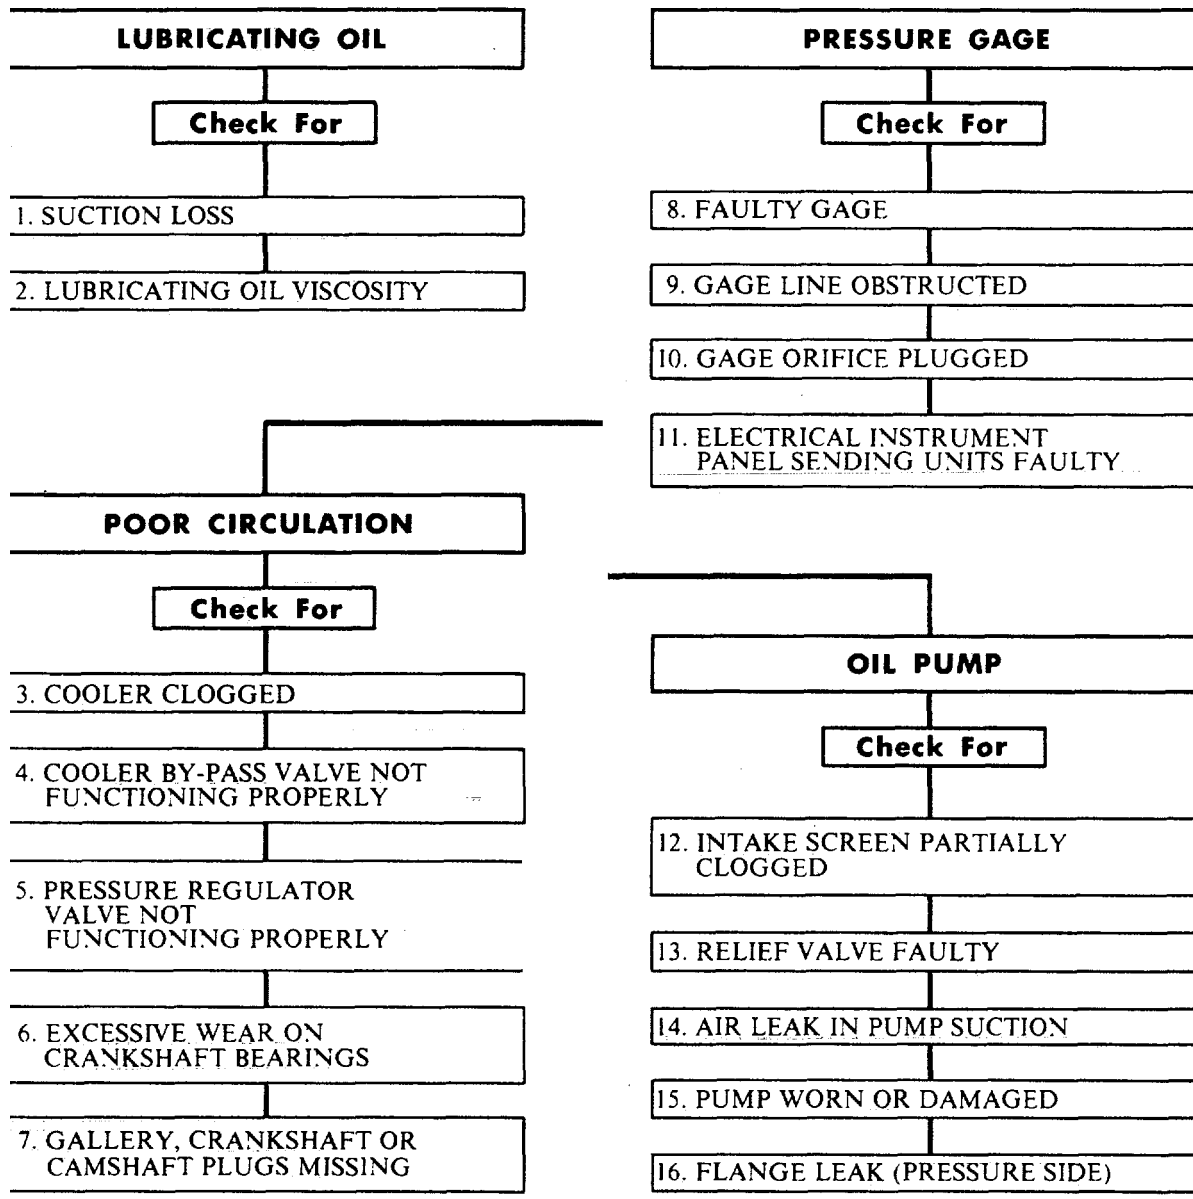 LUBRICATING OIL
Check For
1. SUCTION LOSS
2. LUBRICATING OIL VISCOSITY
POOR CIRCULATION
Check For
3. COOLER CLOGGED
4. COOLER BY-PASS VALVE NOT
FUNCTIONING PROPERLY
5. PRESSURE REGULATOR
VALVE NOT
FUNCTIONING PROPERLY
6. EXCESSIVE WEAR ON
CRANKSHAFT BEARINGS
7. GALLERY, CRANKSHAFT OR
CAMSHAFT PLUGS MISSING
PRESSURE GAGE
Check For
8. FAULTY GAGE
9. GAGE LINE OBSTRUCTED
10. GAGE ORIFICE PLUGGED
11. ELECTRICAL INSTRUMENT
PANEL SENDING UNITS FAULTY
OIL PUMP
Check For
12. INTAKE SCREEN PARTIALLY
CLOGGED
13. RELIEF VALVE FAULTY
14. AIR LEAK IN PUMP SUCTION
15. PUMP WORN OR DAMAGED
16. FLANGE LEAK (PRESSURE SIDE)